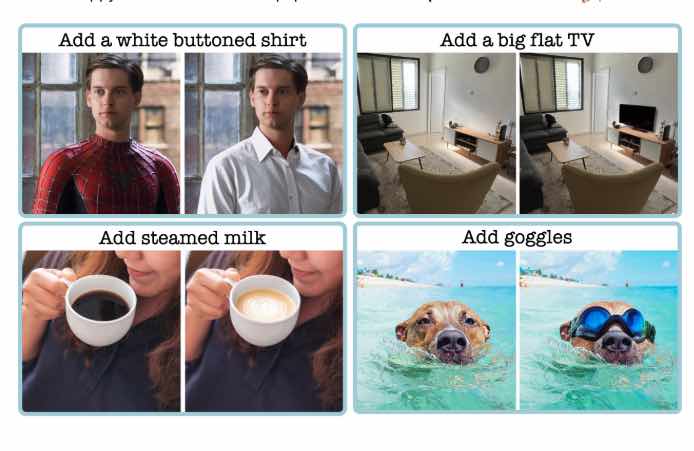 Add a white buttoned shirt
Add a big flat TV
Add steamed milk
Add goggles